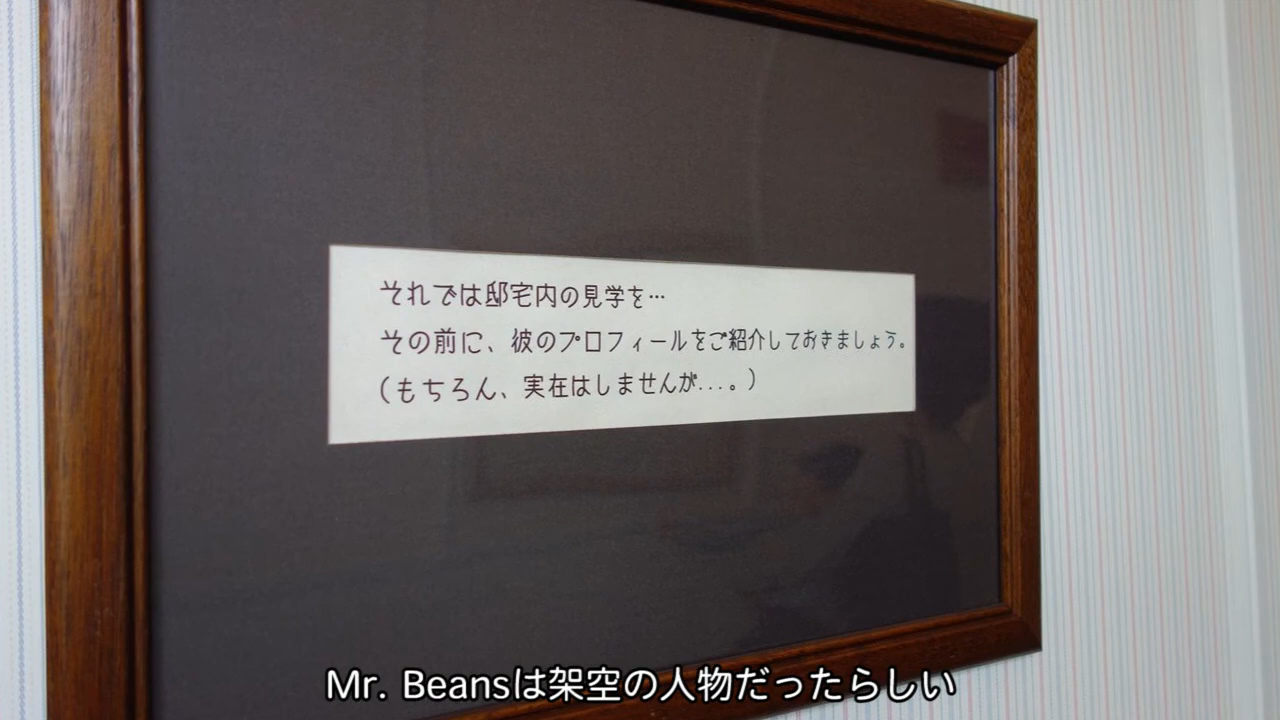 それでは邸宅内の見学を…
その前に、彼のプロフィールをご紹介しておきましょう。
(もちろん、実在はしませんが...。)
Mr. Beansは架空の人物だったらしい